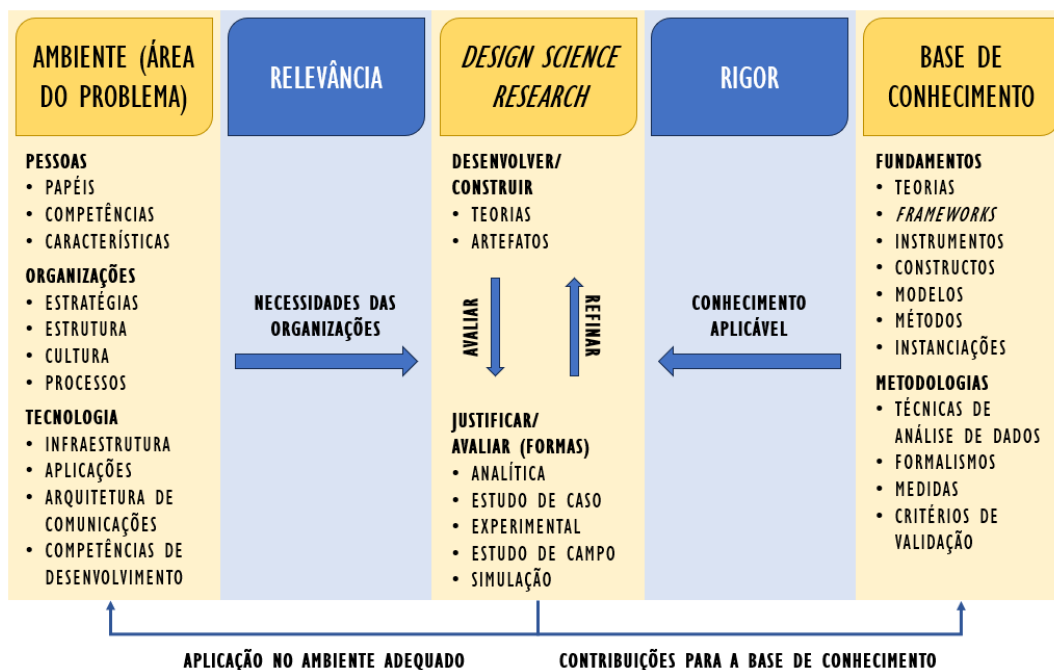 AMBIENTE (ÁREA
DO PROBLEMA)
PESSOAS
• PAPÉIS
• COMPETÊNCIAS
• CARACTERÍSTICAS
ORGANIZAÇÕES
• ESTRATÉGIAS
• ESTRUTURA
• CULTURA
• PROCESSOS
TECNOLOGIA
• INFRAESTRUTURA
• APLICAÇÕES
• ARQUITETURA DE
COMUNICAÇÕES
• COMPETÊNCIAS DE
DESENVOLVIMENTO
RELEVÂNCIA
NECESSIDADES DAS
ORGANIZAÇÕES
DESIGN SCIENCE
RESEARCH
DESENVOLVER/
CONSTRUIR
• TEORIAS
• ARTEFATOS
AVALIAR
REFINAR
JUSTIFICAR/
AVALIAR (FORMAS)
• ANALÍTICA
• ESTUDO DE CASO
• EXPERIMENTAL
• ESTUDO DE CAMPO
• SIMULAÇÃO
RIGOR
CONHECIMENTO
APLICÁVEL
BASE DE
CONHECIMENTO
FUNDAMENTOS
• TEORIAS
• FRAMEWORKS
• INSTRUMENTOS
• CONSTRUCTOS
• MODELOS
• MÉTODOS
• INSTANCIAÇÕES
METODOLOGIAS
• TÉCNICAS DE
ANÁLISE DE DADOS
• FORMALISMOS
• MEDIDAS
• CRITÉRIOS DE
VALIDAÇÃO
APLICAÇÃO NO AMBIENTE ADEQUADO
CONTRIBUIÇÕES PARA A BASE DE CONHECIMENTO